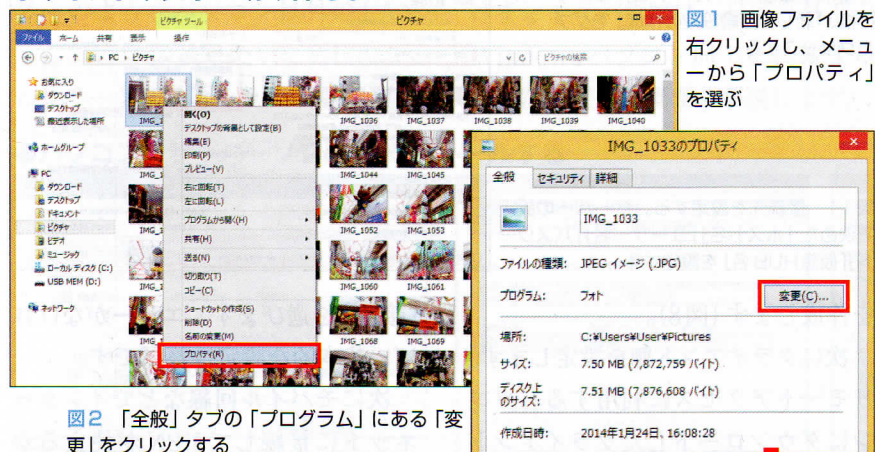 ピクチャ ツール
ピクチャ
ファイル ホーム 共有 表示 操作
PC ピクチャ
ピクチャの検索
お気に入り
ダウンロード
デスクトップ
最近表示した場所
ホームグループ
PC
ダウンロード
デスクトップ
ドキュメント
ピクチャ
ビデオ
ミュージック
ローカル ディスク (C:)
USB MEM (D:)
ネットワーク
IMG_1036 IMG_1037 IMG_1038 IMG_1039 IMG_1040
IMG_1044 IMG_1045
IMG_1052 IMG_1053
IMG_1061
IMG_1068 IMG_1069
開く(O)
デスクトップの背景として設定(B)
編集(E)
印刷(P)
プレビュー(V)
右に回転(T)
左に回転(L)
プログラムから開く(H)
共有(H)
送る(N)
切り取り(T)
コピー(C)
ショートカットの作成(S)
削除(D)
名前の変更(M)
プロパティ(R)
図1 画像ファイルを
右クリックし、メニュ
ーから「プロパティ」
を選ぶ
IMG_1033のプロパティ
全般 セキュリティ 詳細
IMG_1033
ファイルの種類: JPEG イメージ (.JPG)
プログラム: フォト 変更(C)...
場所: C:¥Users¥User¥Pictures
サイズ: 7.50 MB (7,872,759 バイト)
ディスク上
のサイズ: 7.51 MB (7,876,608 バイト)
作成日時: 2014年1月24日、16:08:28
図2 「全般」タブの「プログラム」にある「変
更」をクリックする